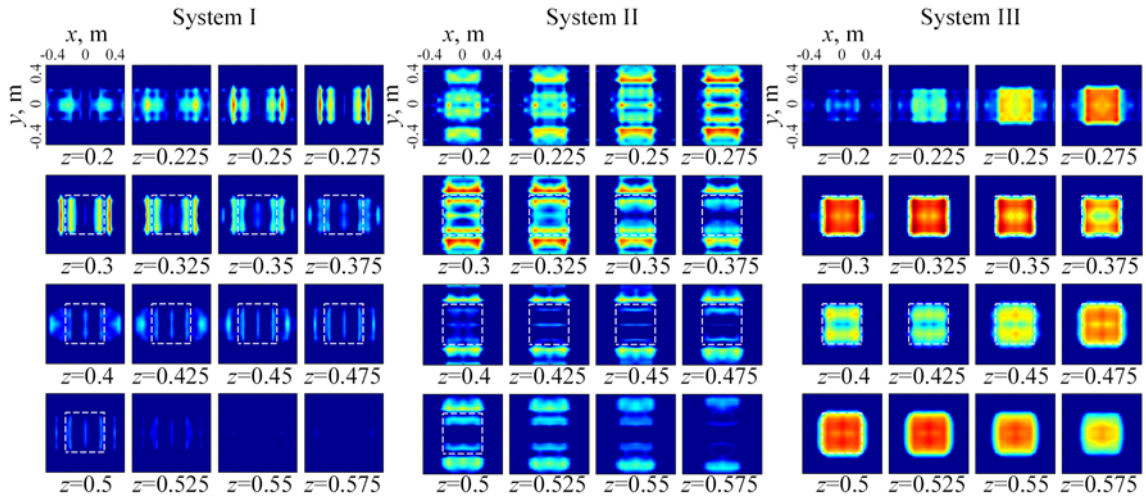 System I System II System III
x, m x, m x, m
-0.4 0 0.4 -0.4 0 0.4 -0.4 0 0.4
y, m -0.4 0 0.4 y, m -0.4 0 0.4 y, m -0.4 0 0.4
z=0.2 z=0.225 z=0.25 z=0.275 z=0.2 z=0.225 z=0.25 z=0.275 z=0.2 z=0.225 z=0.25 z=0.275
z=0.3 z=0.325 z=0.35 z=0.375 z=0.3 z=0.325 z=0.35 z=0.375 z=0.3 z=0.325 z=0.35 z=0.375
z=0.4 z=0.425 z=0.45 z=0.475 z=0.4 z=0.425 z=0.45 z=0.475 z=0.4 z=0.425 z=0.45 z=0.475
z=0.5 z=0.525 z=0.55 z=0.575 z=0.5 z=0.525 z=0.55 z=0.575 z=0.5 z=0.525 z=0.55 z=0.575